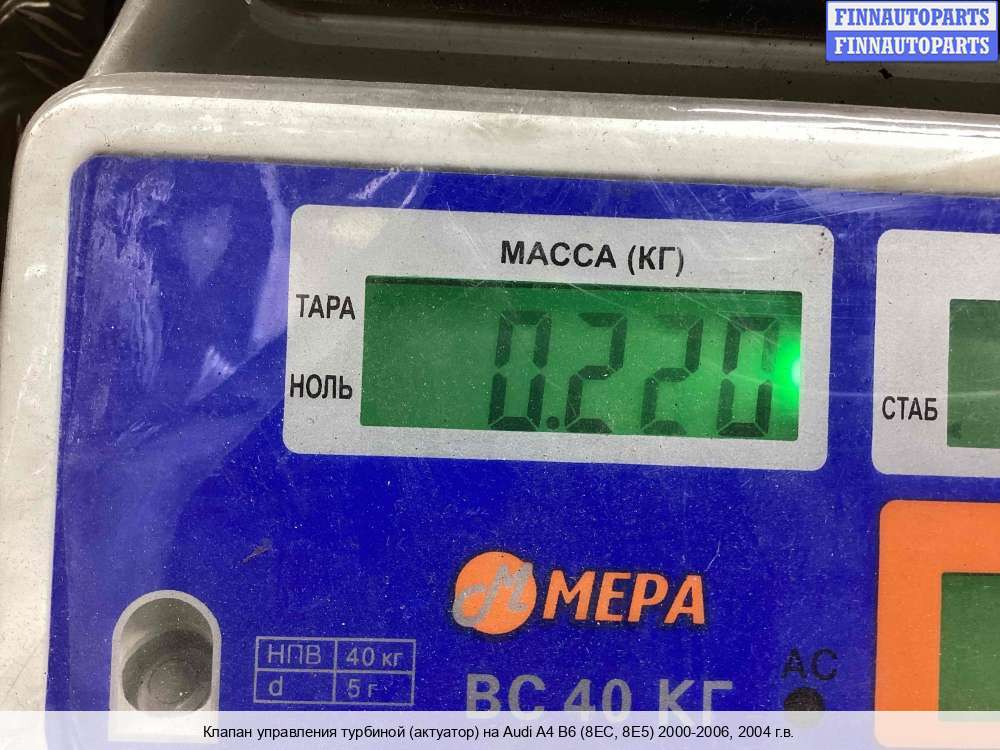 FINNAUTOPARTS
FINNAUTOPARTS
МАССА (КГ)
ТАРА
НОЛЬ
0.220
СТАБ
М МЕРА
НПВ 40 кг
d 5 г
ВС 40 КГ
АС
Клапан управления турбиной (актуатор) на Audi A4 B6 (8EC, 8E5) 2000-2006, 2004 г.в.